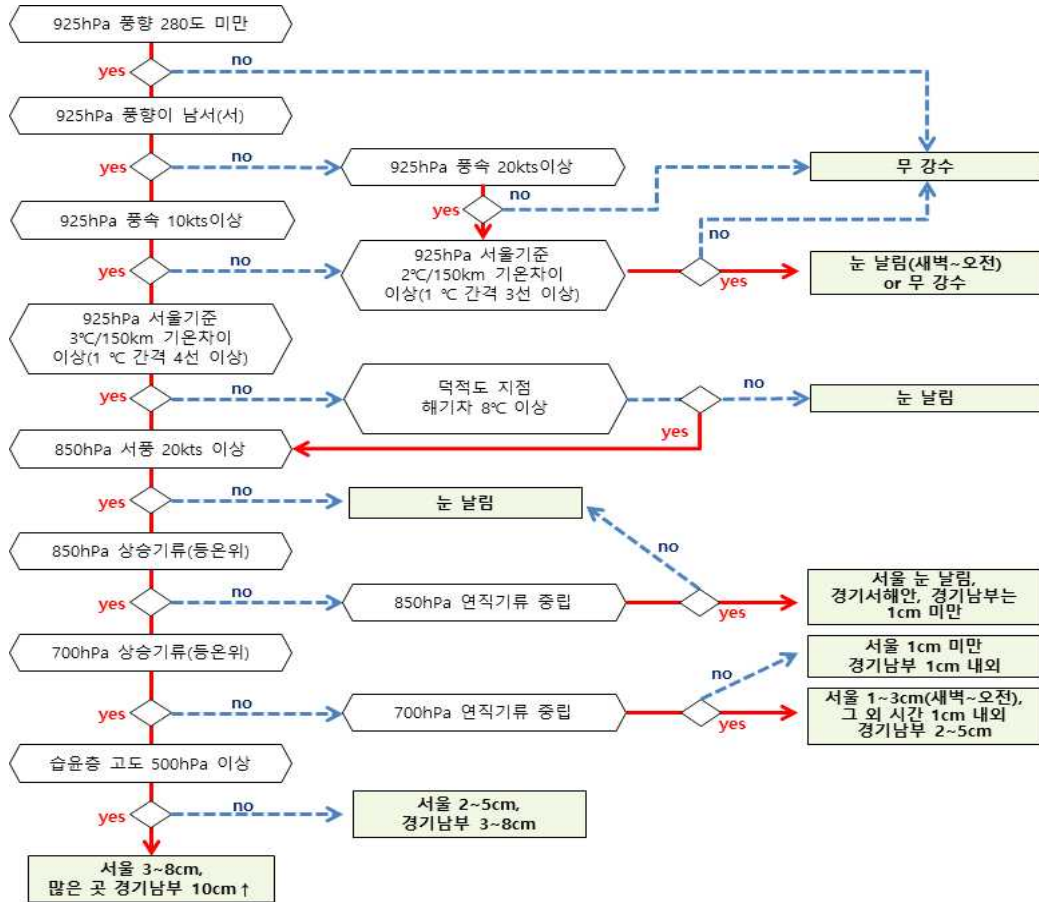 925hPa 풍향 280도 미만
yes
no
925hPa 풍향이 남서(서)
yes
no
925hPa 풍속 20kts이상
yes
no
무 강수
925hPa 풍속 10kts이상
yes
no
925hPa 서울기준
2℃/150km 기온차이
이상(1 ℃ 간격 3선 이상)
no
yes
눈 날림(새벽~오전)
or 무 강수
925hPa 서울기준
3℃/150km 기온차이
이상(1 ℃ 간격 4선 이상)
yes
no
덕적도 지점
해기차 8℃ 이상
no
yes
눈 날림
850hPa 서풍 20kts 이상
yes
no
눈 날림
850hPa 상승기류(등온위)
yes
no
850hPa 연직기류 중립
no
yes
서울 눈 날림,
경기서해안, 경기남부는
1cm 미만
700hPa 상승기류(등온위)
yes
no
700hPa 연직기류 중립
no
서울 1cm 미만
경기남부 1cm 내외
yes
서울 1~3cm(새벽~오전),
그 외 시간 1cm 내외
경기남부 2~5cm
습윤층 고도 500hPa 이상
yes
no
서울 2~5cm,
경기남부 3~8cm
서울 3~8cm,
많은 곳 경기남부 10cm↑